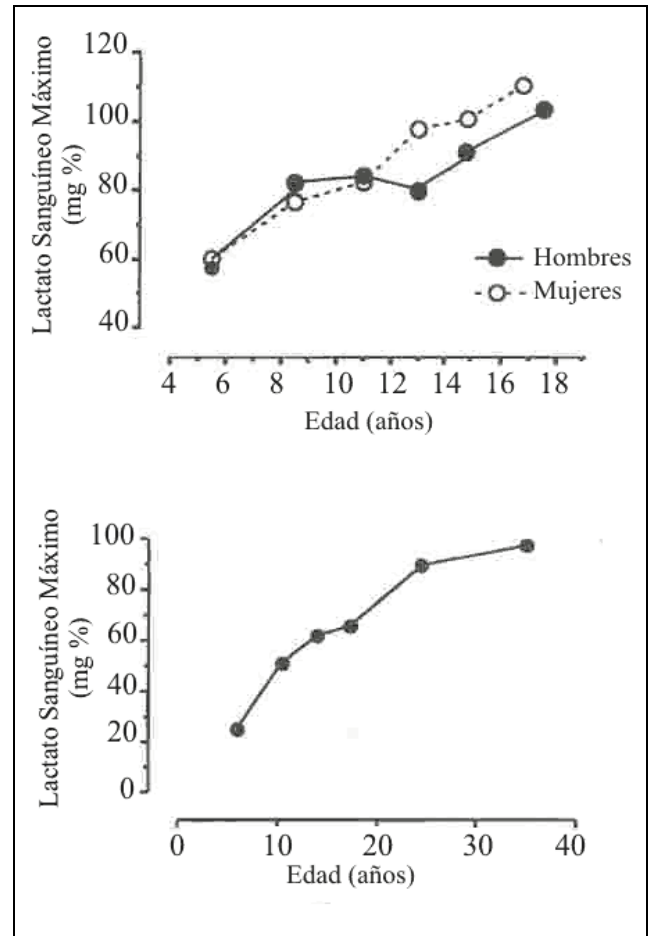 Lactato Sanguíneo Máximo
(mg %)
120
100
80
60
40
Hombres
Mujeres
4 6 8 10 12 14 16 18
Edad (años)
Lactato Sanguíneo Máximo
(mg %)
100
80
60
40
20
0
0 10 20 30 40
Edad (años)